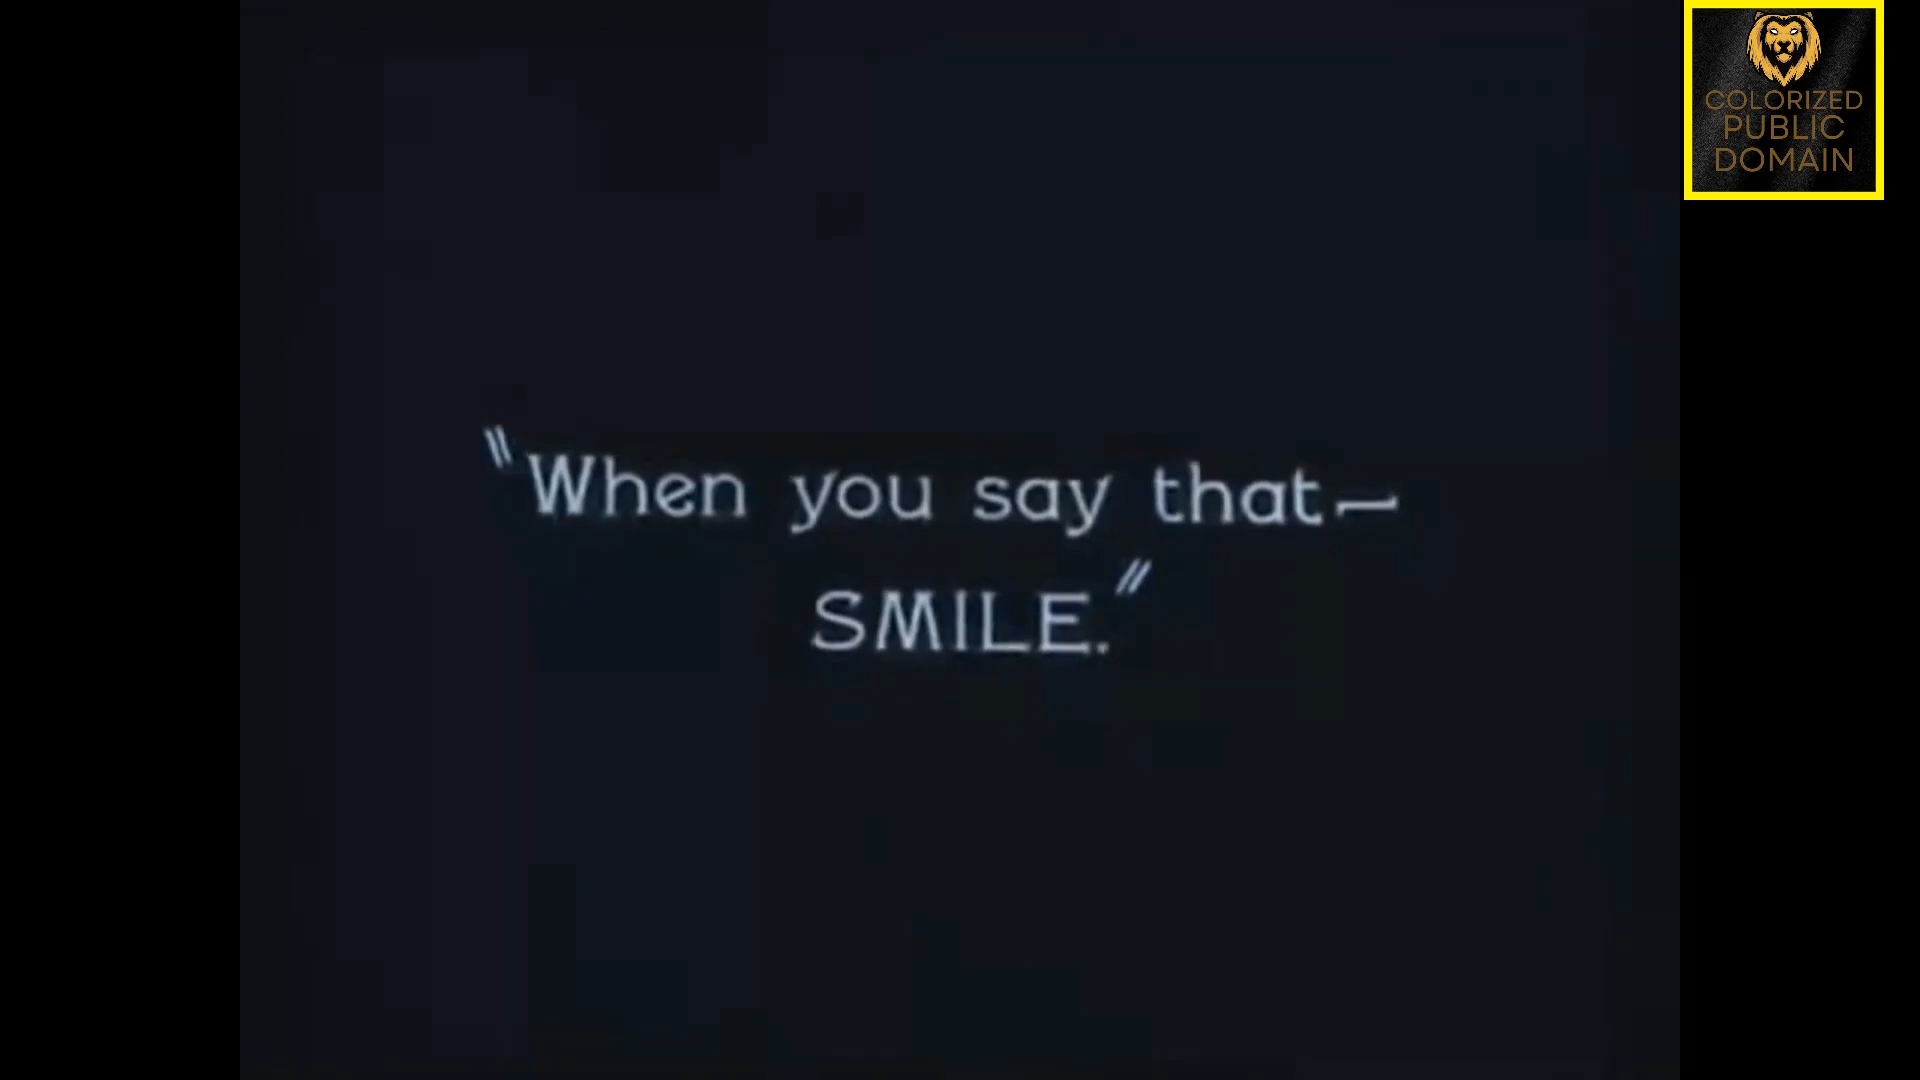 COLORIZED
PUBLIC
DOMAIN
"When you say that—
SMILE."